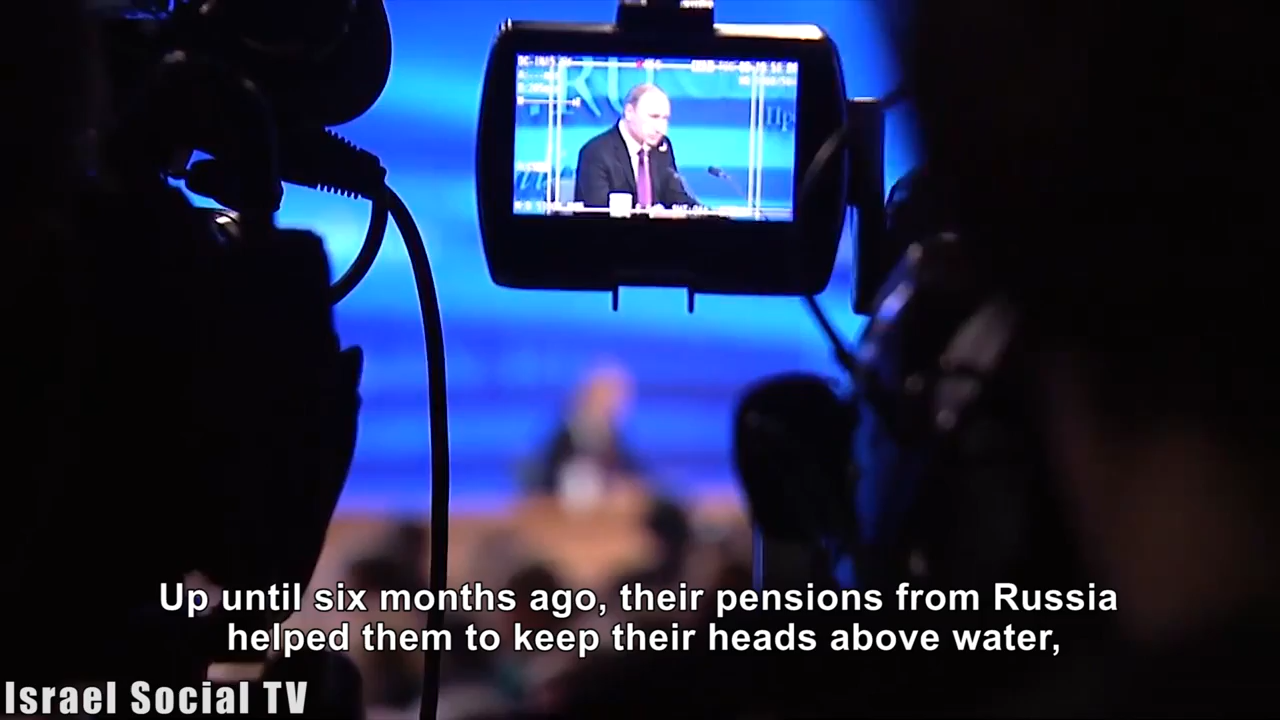 Up until six months ago, their pensions from Russia
helped them to keep their heads above water,
Israel Social TV